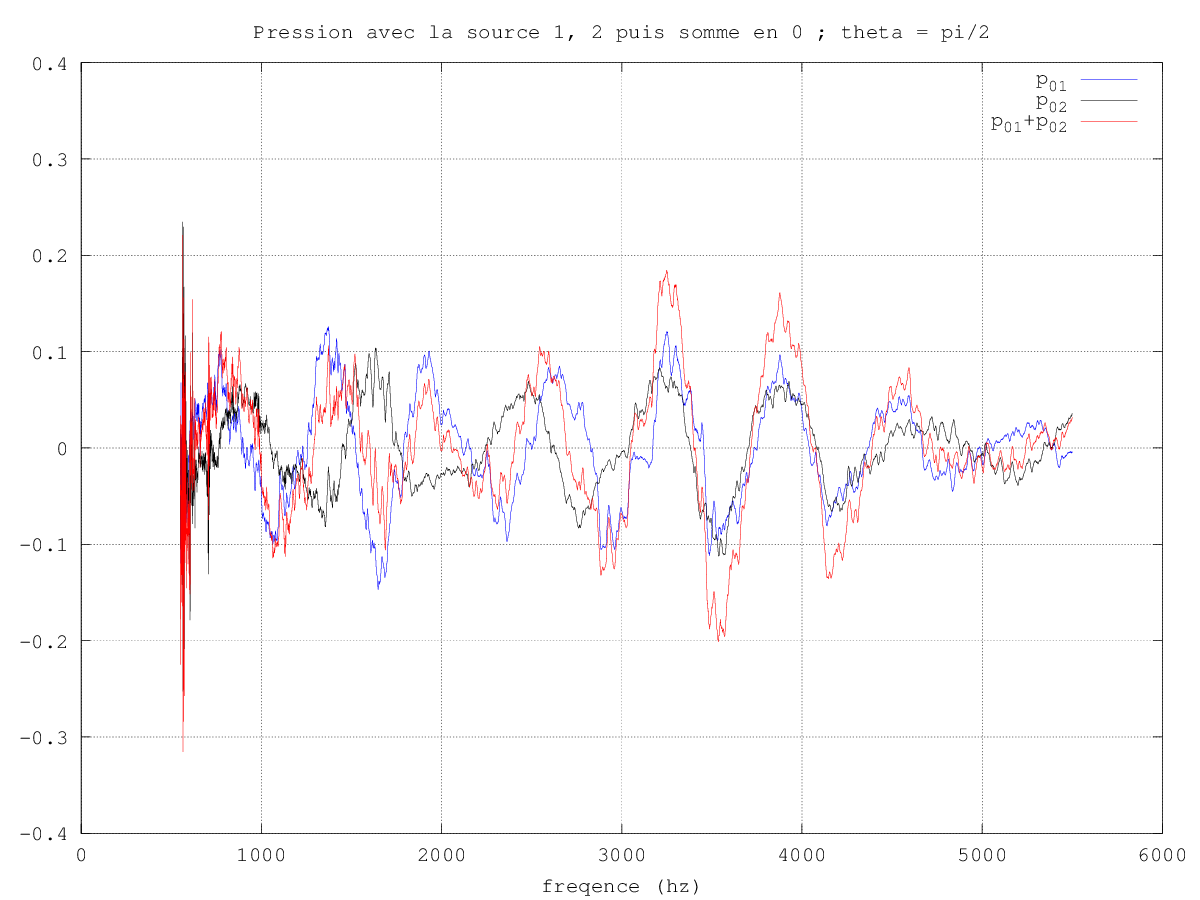 Pression avec la source 1, 2 puis somme en 0 ; theta = pi/2
0.4
p01
p02
p01+p02
0.3
0.2
0.1
0
-0.1
-0.2
-0.3
-0.4
0 1000 2000 3000 4000 5000 6000
freqence (hz)